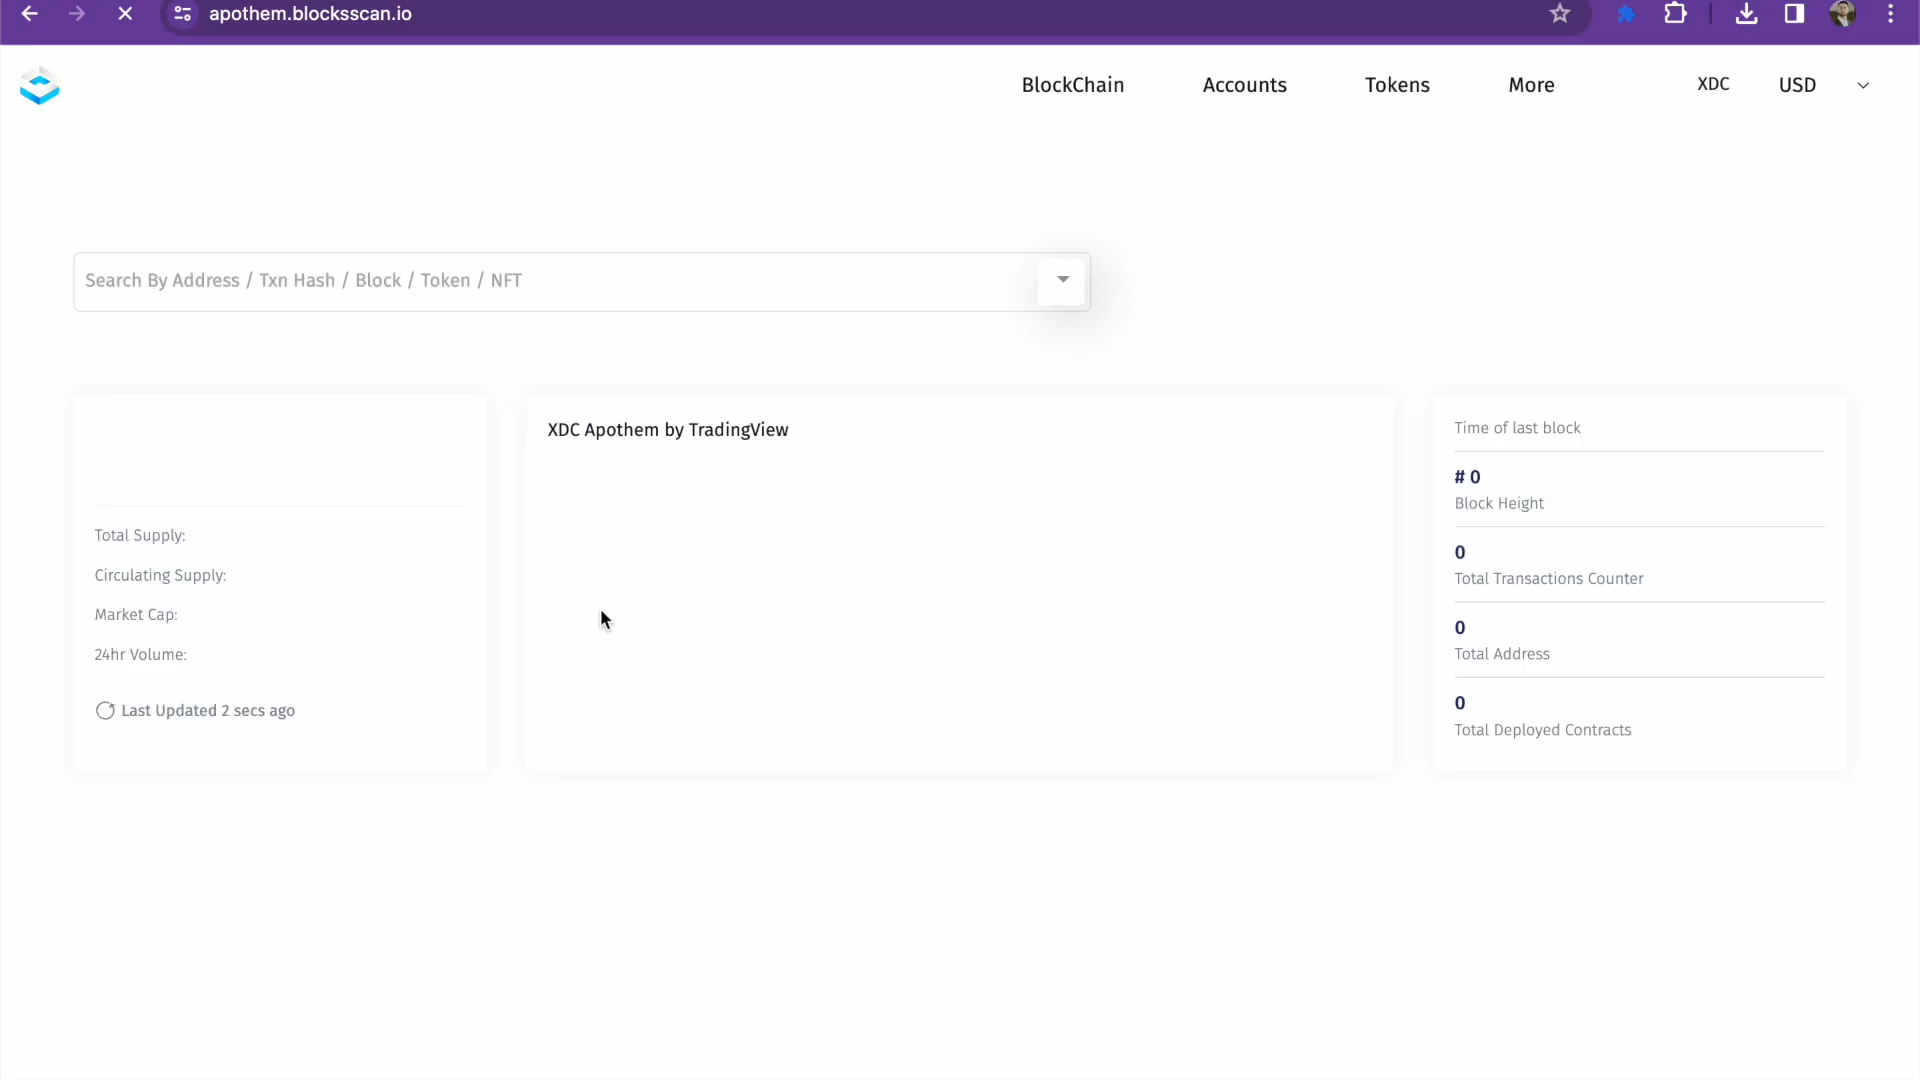 apothem.blocksscan.io
BlockChain
Accounts
Tokens
More
XDC
USD
Search By Address / Txn Hash / Block / Token / NFT
Total Supply:
Circulating Supply:
Market Cap:
24hr Volume:
Last Updated 2 secs ago
XDC Apothem by TradingView
Time of last block
# 0
Block Height
0
Total Transactions Counter
0
Total Address
0
Total Deployed Contracts